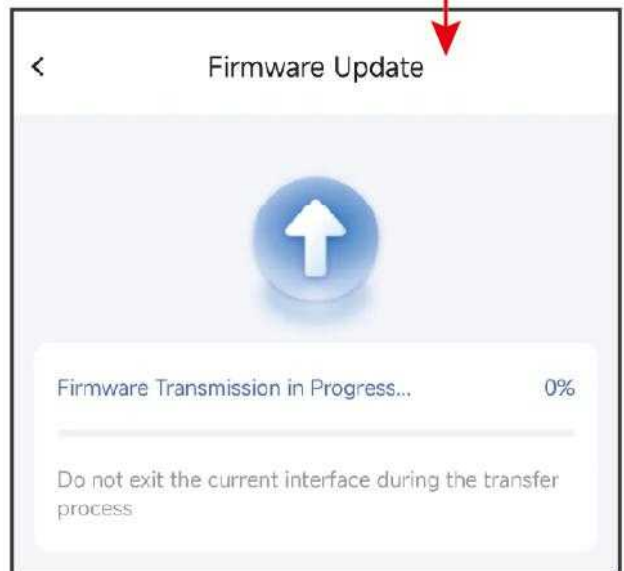 Firmware Update
Firmware Transmission in Progress... 0%
Do not exit the current interface during the transfer
process